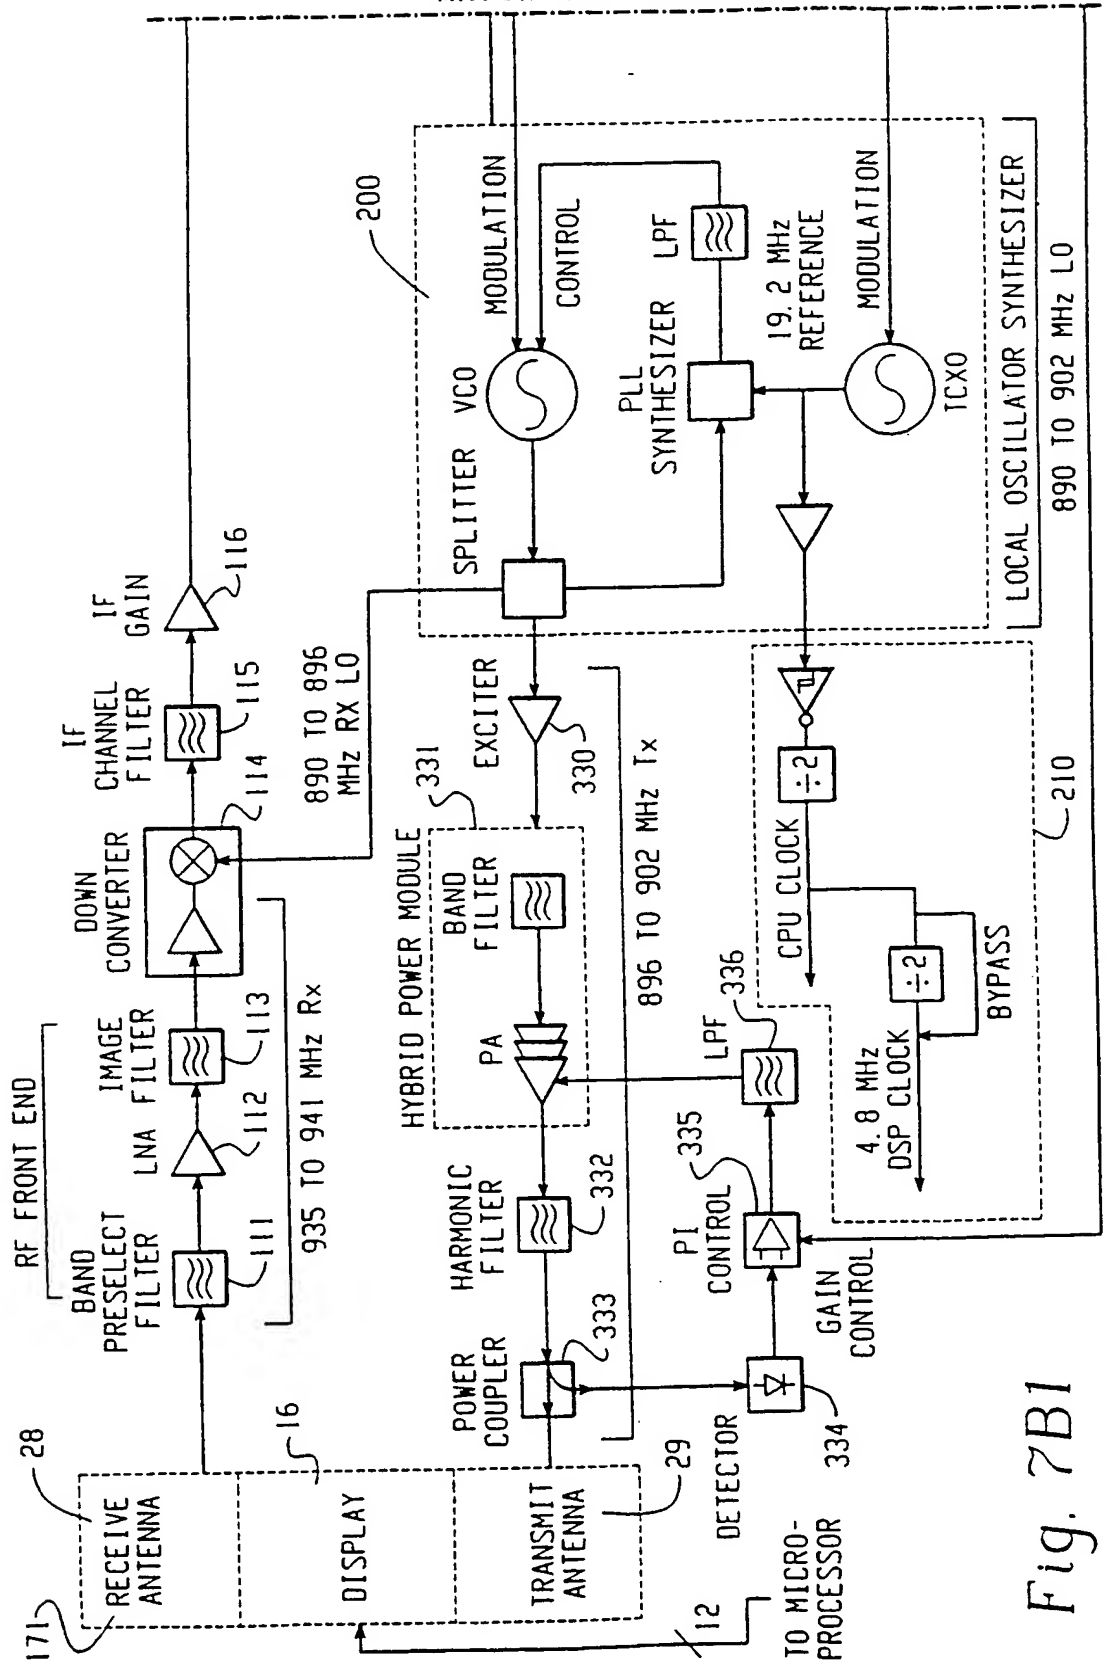 171
28
RECEIVE
ANTENNA
16
DISPLAY
TRANSMIT
ANTENNA
29
12
TO MICRO-
PROCESSOR
RF FRONT END
BAND
PRESELECT
FILTER
111
LNA
112
IMAGE
FILTER
113
935 TO 941 MHz Rx
DOWN
CONVERTER
114
IF
CHANNEL
FILTER
115
IF
GAIN
116
890 TO 896
MHz RX LO
POWER
COUPLER
333
HARMONIC
FILTER
332
HYBRID POWER MODULE
331
PA
BAND
FILTER
EXCITER
330
896 TO 902 MHz Tx
DETECTOR
334
PI
CONTROL
335
GAIN
CONTROL
LPF
336
200
SPLITTER
VCO
MODULATION
CONTROL
PLL
SYNTHESIZER
LPF
19.2 MHz
REFERENCE
MODULATION
TCXO
LOCAL OSCILLATOR SYNTHESIZER
890 TO 902 MHz LO
÷2
CPU CLOCK
÷2
BYPASS
4.8 MHz
DSP CLOCK
210
Fig. 7B1